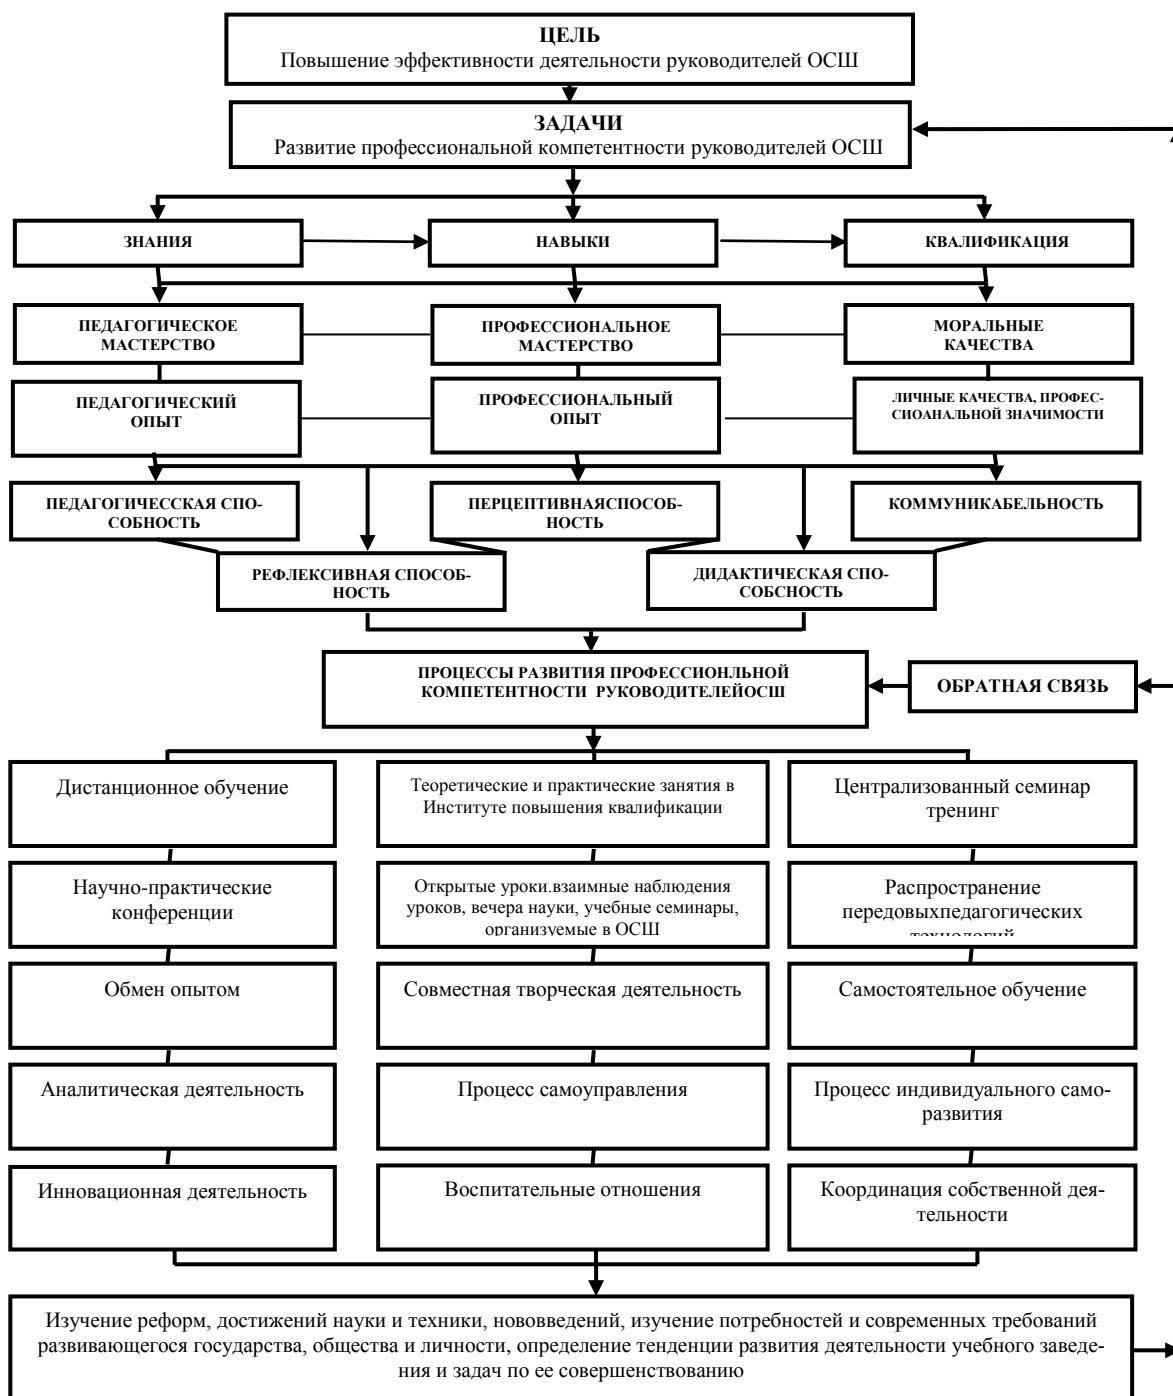 ЦЕЛЬ
Повышение эффективности деятельности руководителей ОСШ
ЗАДАЧИ
Развитие профессиональной компетентности руководителей ОСШ
ЗНАНИЯ
НАВЫКИ
КВАЛИФИКАЦИЯ
ПЕДАГОГИЧЕСКОЕ
МАСТЕРСТВО
ПРОФЕССИОНАЛЬНОЕ
МАСТЕРСТВО
МОРАЛЬНЫЕ
КАЧЕСТВА
ПЕДАГОГИЧЕСКИЙ
ОПЫТ
ПРОФЕССИОНАЛЬНЫЙ
ОПЫТ
ЛИЧНЫЕ КАЧЕСТВА, ПРОФЕС-
СИОАНАЛЬНОЙ ЗНАЧИМОСТИ
ПЕДАГОГИЧЕССКАЯ СПО-
СОБНОСТЬ
ПЕРЦЕПТИВНАЯСПОСОБ-
НОСТЬ
КОММУНИКАБЕЛЬНОСТЬ
РЕФЛЕКСИВНАЯ СПОСОБ-
НОСТЬ
ДИДАКТИЧЕСКАЯ СПО-
СОБСНОСТЬ
ПРОЦЕССЫ РАЗВИТИЯ ПРОФЕССИОНЛЬНОЙ
КОМПЕТЕНТНОСТИ РУКОВОДИТЕЛЕЙОСШ
ОБРАТНАЯ СВЯЗЬ
Дистанционное обучение
Теоретические и практические занятия в
Институте повышения квалификации
Централизованный семинар
тренинг
Научно-практические
конференции
Открытые уроки.взаимные наблюдения
уроков, вечера науки, учебные семинары,
организуемые в ОСШ
Распространение
передовыхпедагогических
технологий
Обмен опытом
Совместная творческая деятельность
Самостоятельное обучение
Аналитическая деятельность
Процесс самоуправления
Процесс индивидуального само-
развития
Инновационная деятельность
Воспитательные отношения
Координация собственной дея-
тельности
Изучение реформ, достижений науки и техники, нововведений, изучение потребностей и современных требований
развивающегося государства, общества и личности, определение тенденции развития деятельности учебного заведе-
ния и задач по ее совершенствованию